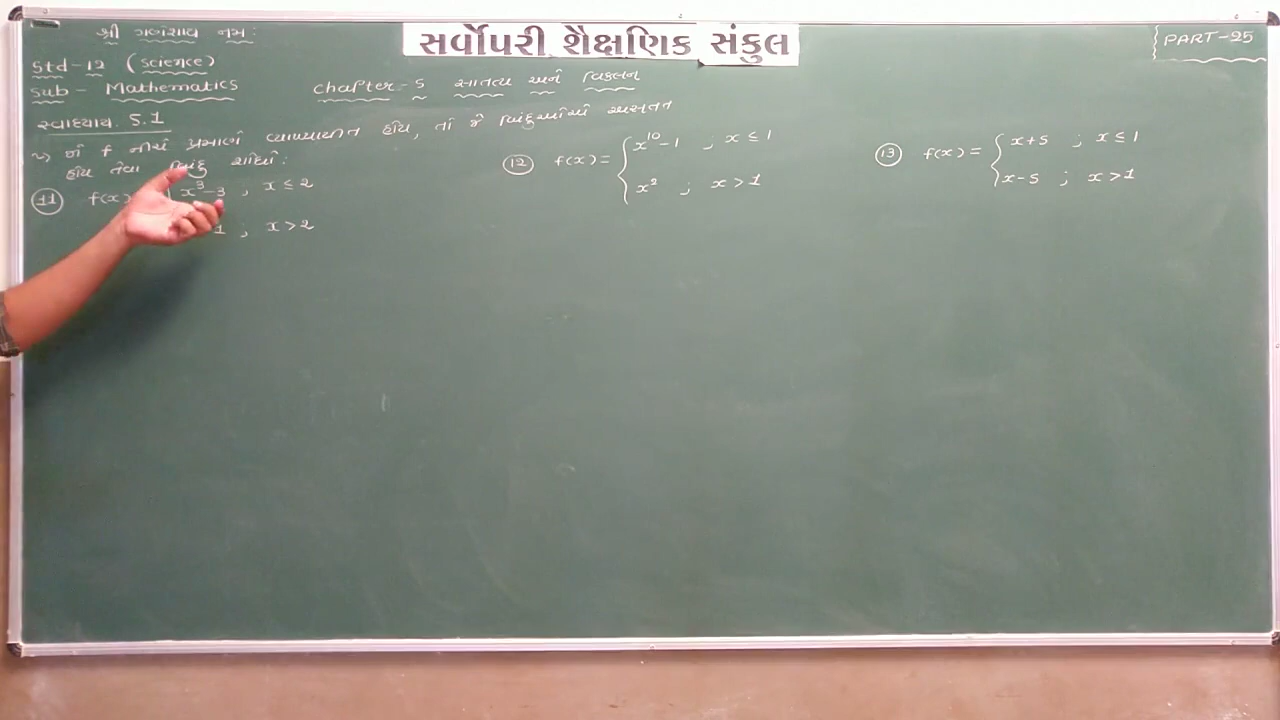 શ્રી ગણેશાય નમઃ
સર્વોપરી શૈક્ષણિક સંકુલ
PART-25
Std-12 (Science)
Sub - Mathematics chapter-5 સાતત્ય અને વિકલન
સ્વાધ્યાય 5.1
જો f નીચે પ્રમાણે વ્યાખ્યાયિત હોય, તો જે બિંદુઓએ અસતત
હોય તેવા બિંદુ શોધો:
11 f(x) x³-3 ; x ≤ 2
1 ; x > 2
12 f(x) = { x¹⁰-1 ; x ≤ 1
x² ; x > 1
13 f(x) = { x+5 ; x ≤ 1
x-5 ; x > 1